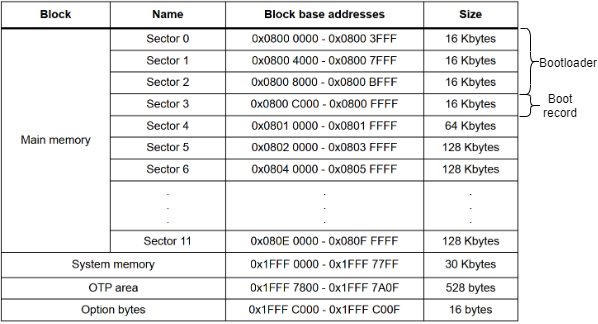 Block Name Block base addresses Size
Sector 0 0x0800 0000 - 0x0800 3FFF 16 Kbytes
Sector 1 0x0800 4000 - 0x0800 7FFF 16 Kbytes
Bootloader
Sector 2 0x0800 8000 - 0x0800 BFFF 16 Kbytes
Sector 3 0x0800 C000 - 0x0800 FFFF 16 Kbytes
Boot
record
Sector 4 0x0801 0000 - 0x0801 FFFF 64 Kbytes
Main memory
Sector 5 0x0802 0000 - 0x0803 FFFF 128 Kbytes
Sector 6 0x0804 0000 - 0x0805 FFFF 128 Kbytes
. . .
. . .
. . .
Sector 11 0x080E 0000 - 0x080F FFFF 128 Kbytes
System memory 0x1FFF 0000 - 0x1FFF 77FF 30 Kbytes
OTP area 0x1FFF 7800 - 0x1FFF 7A0F 528 bytes
Option bytes 0x1FFF C000 - 0x1FFF C00F 16 bytes